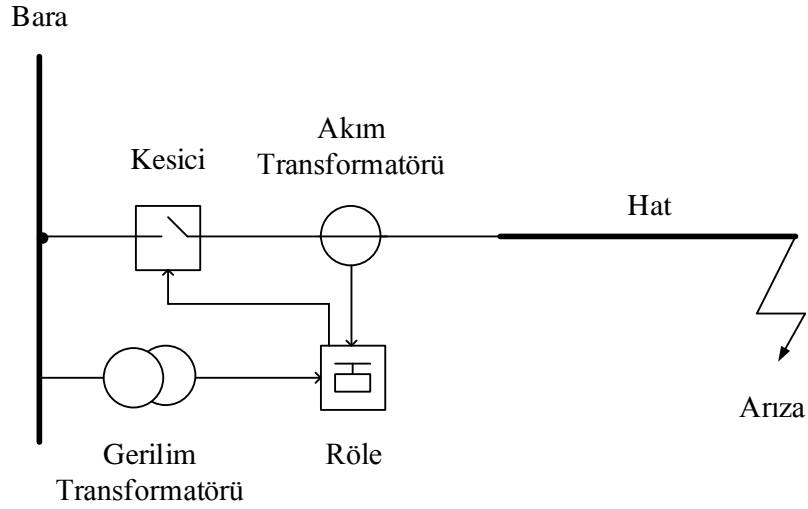 Bara
Kesici
Akım
Transformatörü
Hat
Arıza
Gerilim
Transformatörü
Röle